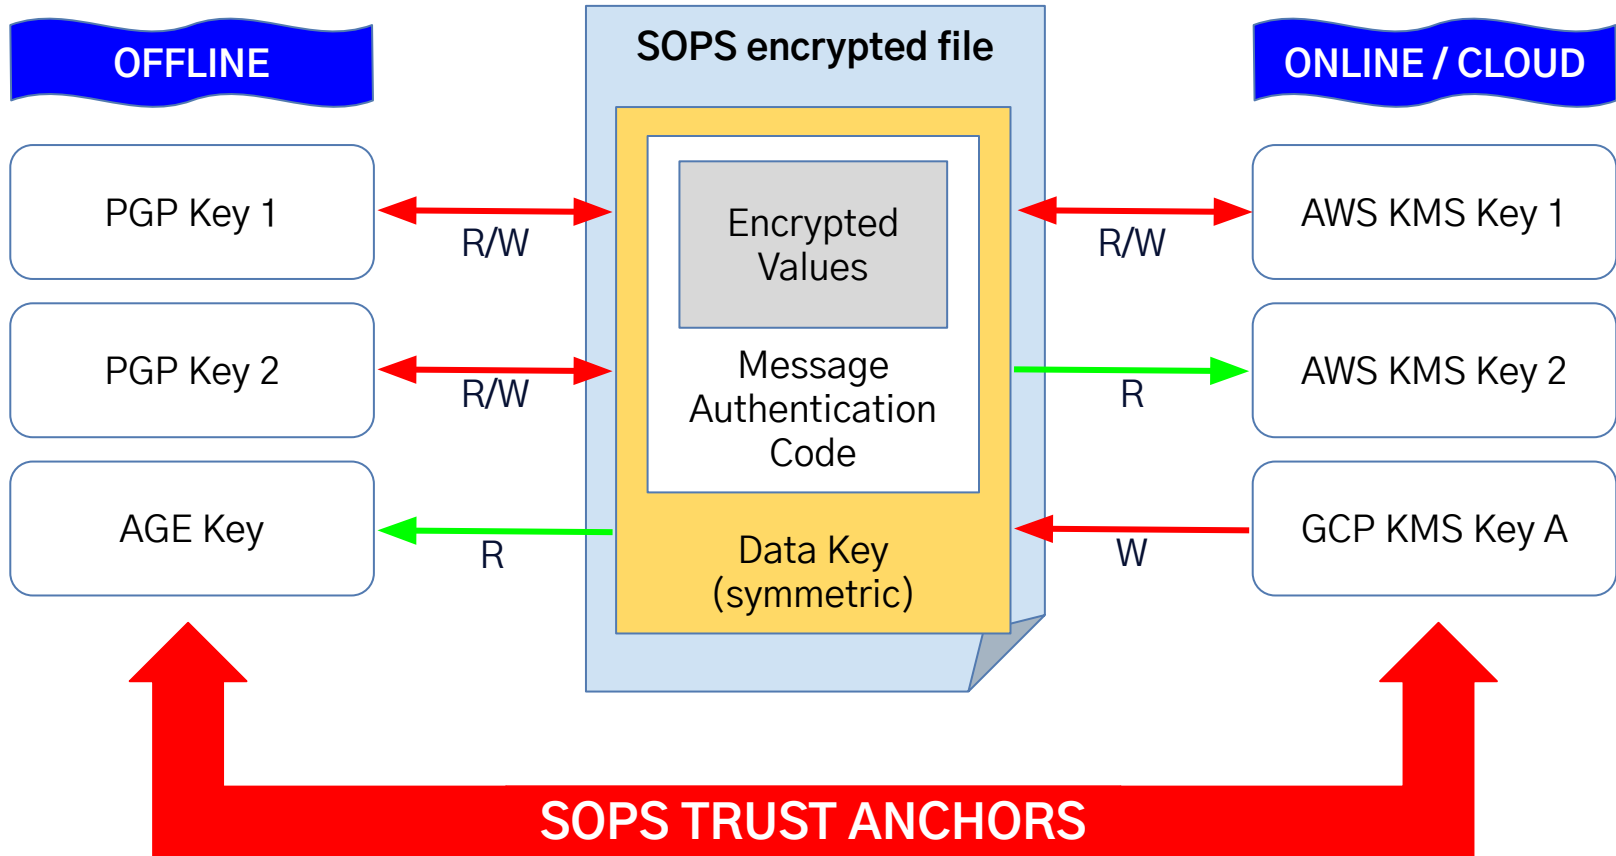 OFFLINE
SOPS encrypted file
ONLINE / CLOUD
PGP Key 1
R/W
Encrypted
Values
R/W
AWS KMS Key 1
PGP Key 2
R/W
Message
Authentication
Code
R
AWS KMS Key 2
AGE Key
R
Data Key
(symmetric)
W
GCP KMS Key A
SOPS TRUST ANCHORS